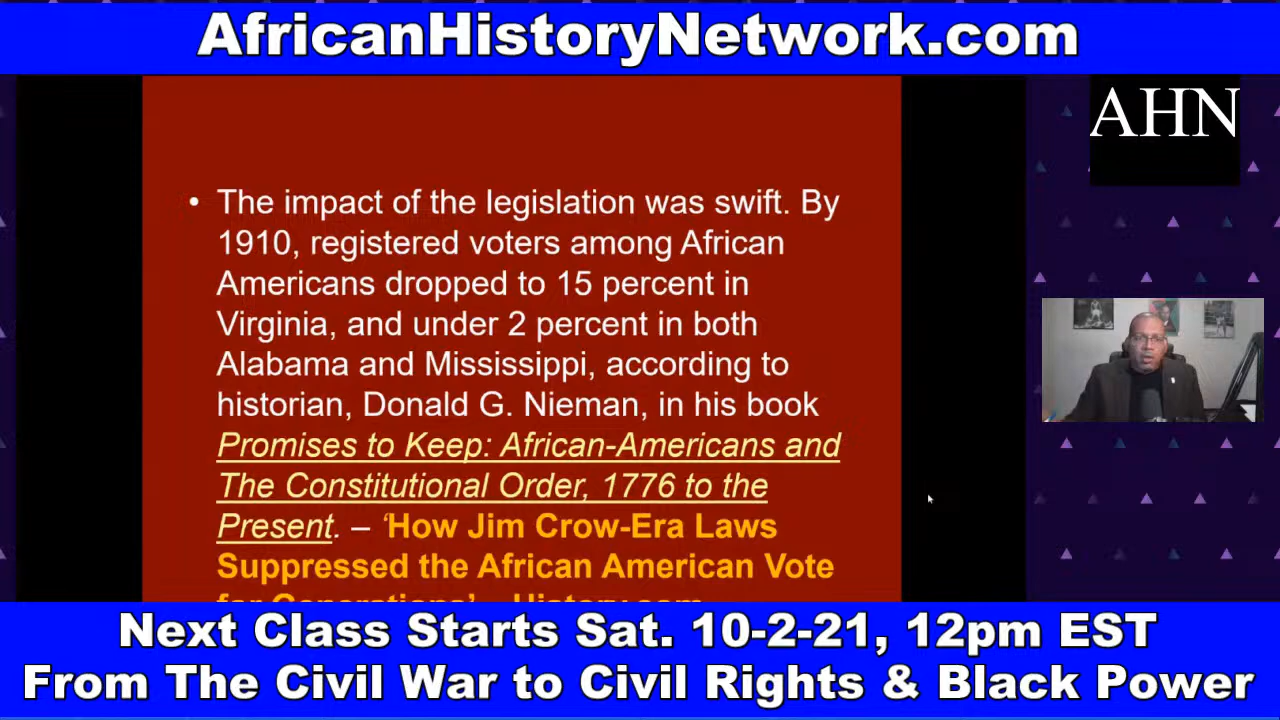 AfricanHistoryNetwork.com
AHN
• The impact of the legislation was swift. By
1910, registered voters among African
Americans dropped to 15 percent in
Virginia, and under 2 percent in both
Alabama and Mississippi, according to
historian, Donald G. Nieman, in his book
Promises to Keep: African-Americans and
The Constitutional Order, 1776 to the
Present. – ‘How Jim Crow-Era Laws
Suppressed the African American Vote
for Generations’ – History.com
Next Class Starts Sat. 10-2-21, 12pm EST
From The Civil War to Civil Rights & Black Power